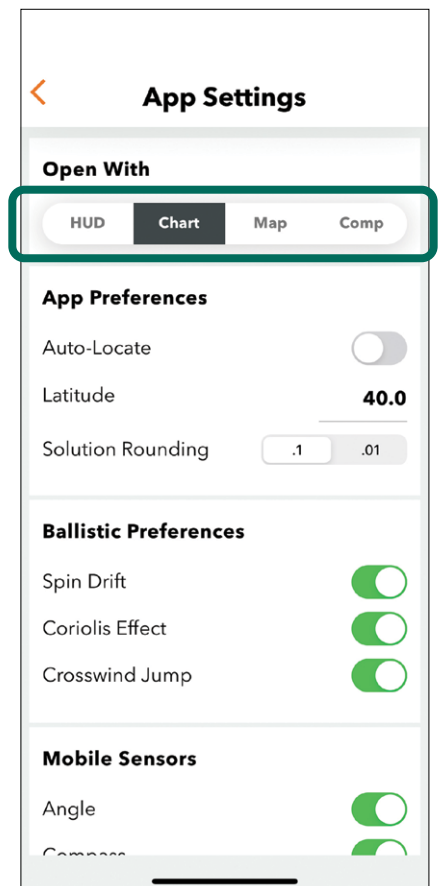 App Settings
Open With
HUD Chart Map Comp
App Preferences
Auto-Locate
Latitude 40.0
Solution Rounding .1 .01
Ballistic Preferences
Spin Drift
Coriolis Effect
Crosswind Jump
Mobile Sensors
Angle
Compass